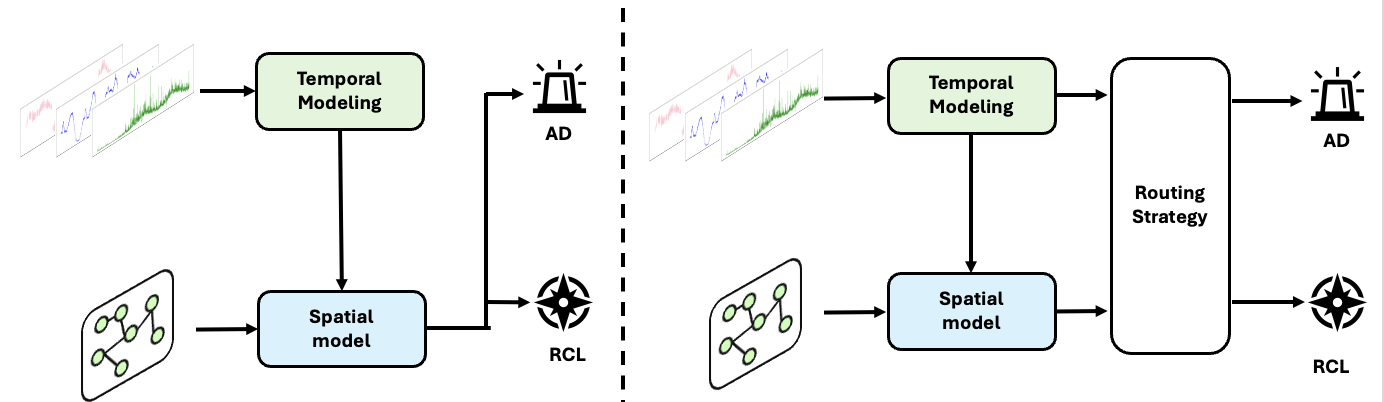 Temporal
Modeling
AD
Spatial
model
RCL
Temporal
Modeling
Routing
Strategy
AD
Spatial
model
RCL